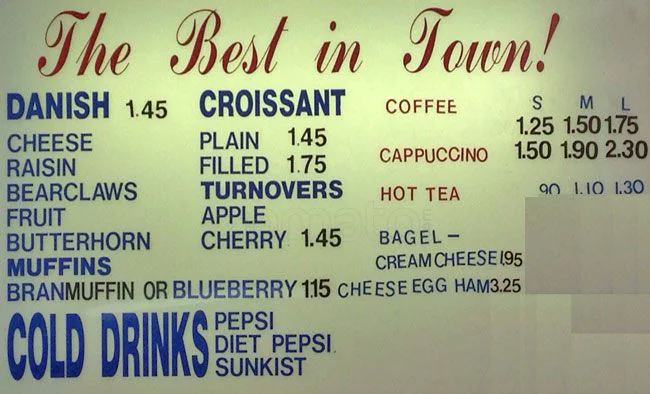 The Best in Town!
DANISH 1.45
CHEESE
RAISIN
BEARCLAWS
FRUIT
BUTTERHORN
MUFFINS
BRANMUFFIN OR BLUEBERRY 1.15
CROISSANT
PLAIN 1.45
FILLED 1.75
TURNOVERS
APPLE
CHERRY 1.45
S M L
COFFEE 1.25 1.50 1.75
CAPPUCCINO 1.50 1.90 2.30
HOT TEA 90 1.10 1.30
BAGEL –
CREAM CHEESE 1.95
CHEESE EGG HAM 3.25
COLD DRINKS
PEPSI
DIET PEPSI
SUNKIST